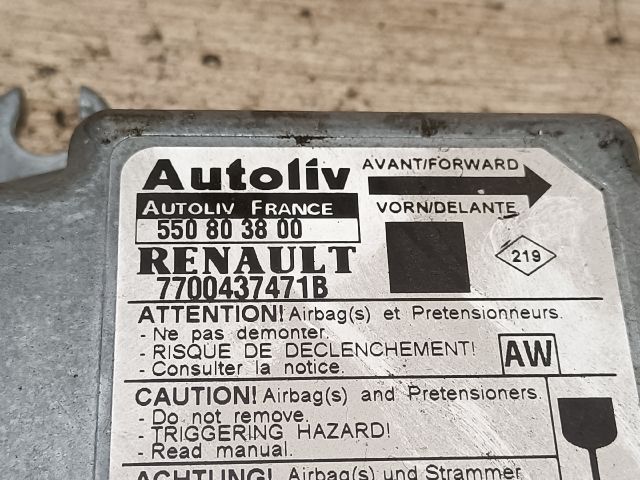 Autoliv
AUTOLIV FRANCE
550 80 38 00
RENAULT
7700437471B
AVANT/FORWARD
VORN/DELANTE
219
ATTENTION! Airbag(s) et Pretensionneurs.
- Ne pas demonter.
- RISQUE DE DECLENCHEMENT!
- Consulter la notice.
AW
CAUTION! Airbag(s) and Pretensioners.
- Do not remove.
- TRIGGERING HAZARD!
- Read manual.
ACHTUNG! Airbag(s) und Strammer